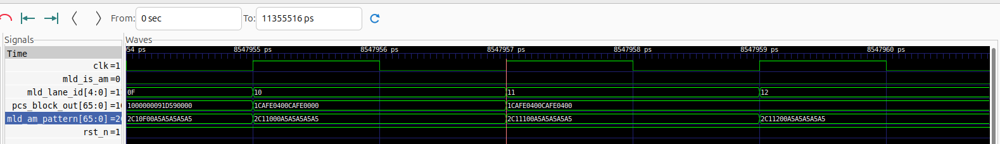 From: 0 sec To: 11355516 ps
Signals Waves
Time 54 ps 8547955 ps 8547956 ps 8547957 ps 8547958 ps 8547959 ps 8547960 ps
clk =1
mld_is_am =0
mld_lane_id[4:0] =1 0F 10 11 12
pcs_block_out[65:0] =1 1000000091D590000 1CAFE0400CAFE0000 1CAFE0400CAFE0400
mld_am_pattern[65:0] =2 2C10F00A5A5A5A5A5 2C11000A5A5A5A5A5 2C11100A5A5A5A5A5 2C11200A5A5A5A5A5
rst_n =1